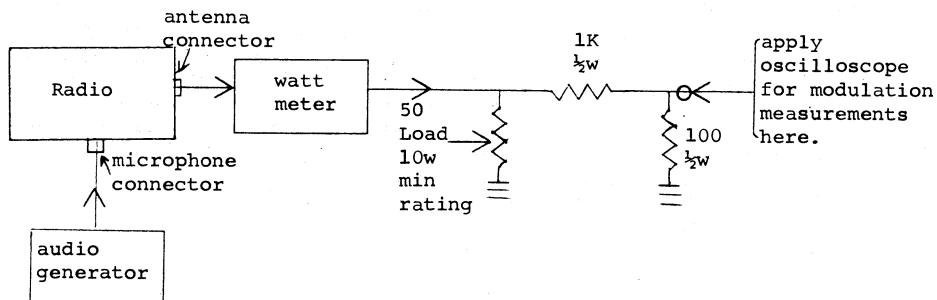 antenna
connector
Radio
watt
meter
microphone
connector
audio
generator
50
Load
10w
min
rating
1K
½w
100
½w
apply
oscilloscope
for modulation
measurements
here.